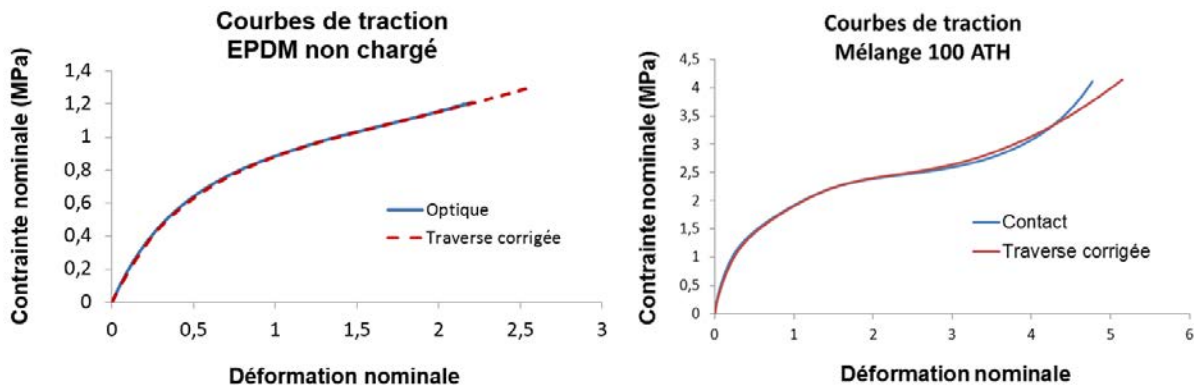 Courbes de traction
EPDM non chargé
Contrainte nominale (MPa)
1,4
1,2
1
0,8
0,6
0,4
0,2
0
0
0,5
1
1,5
2
2,5
3
Optique
Traverse corrigée
Déformation nominale
Courbes de traction
Mélange 100 ATH
Contrainte nominale (MPa)
4,5
4
3,5
3
2,5
2
1,5
1
0,5
0
0
1
2
3
4
5
6
Contact
Traverse corrigée
Déformation nominale